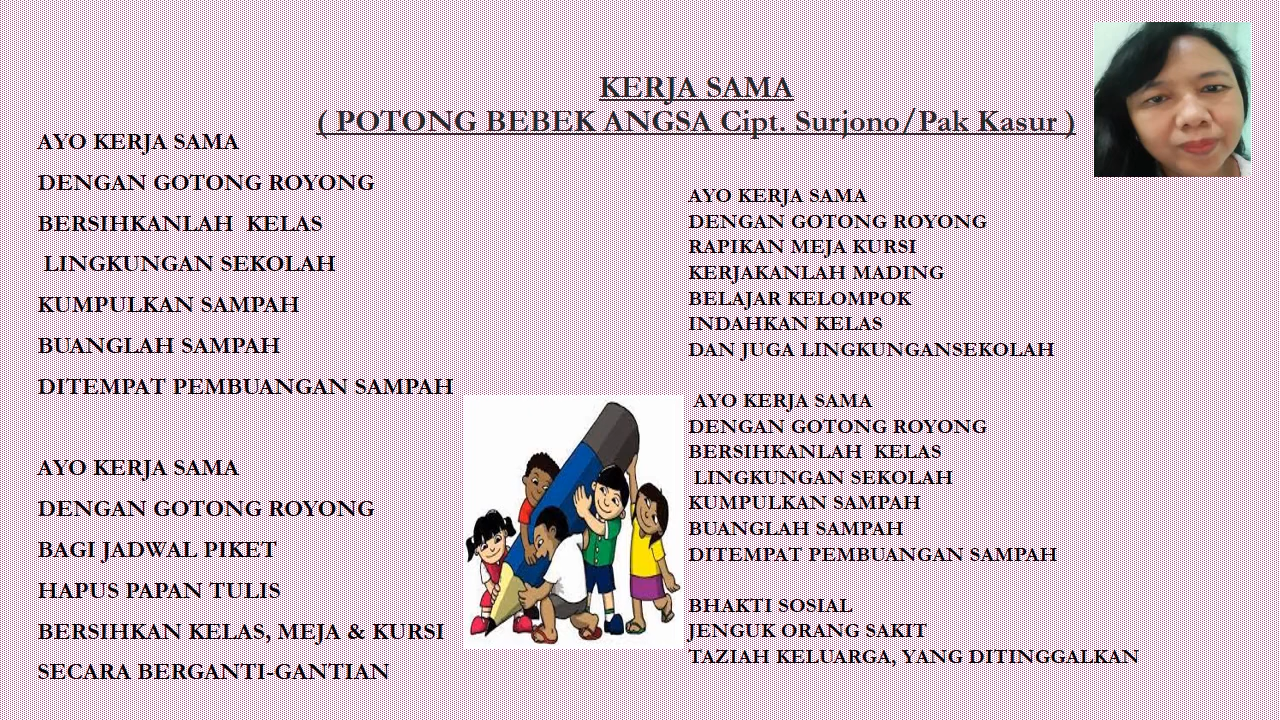 KERJA SAMA
( POTONG BEBEK ANGSA Cipt. Surjono/Pak Kasur )
AYO KERJA SAMA
DENGAN GOTONG ROYONG
BERSIHKANLAH  KELAS
LINGKUNGAN SEKOLAH
KUMPULKAN SAMPAH
BUANGLAH SAMPAH
DITEMPAT PEMBUANGAN SAMPAH
AYO KERJA SAMA
DENGAN GOTONG ROYONG
BAGI JADWAL PIKET
HAPUS PAPAN TULIS
BERSIHKAN KELAS, MEJA & KURSI
SECARA BERGANTI-GANTIAN
AYO KERJA SAMA
DENGAN GOTONG ROYONG
RAPIKAN MEJA KURSI
KERJAKANLAH MADING
BELAJAR KELOMPOK
INDAHKAN KELAS
DAN JUGA LINGKUNGANSEKOLAH
AYO KERJA SAMA
DENGAN GOTONG ROYONG
BERSIHKANLAH  KELAS
LINGKUNGAN SEKOLAH
KUMPULKAN SAMPAH
BUANGLAH SAMPAH
DITEMPAT PEMBUANGAN SAMPAH
BHAKTI SOSIAL
JENGUK ORANG SAKIT
TAZIAH KELUARGA, YANG DITINGGALKAN